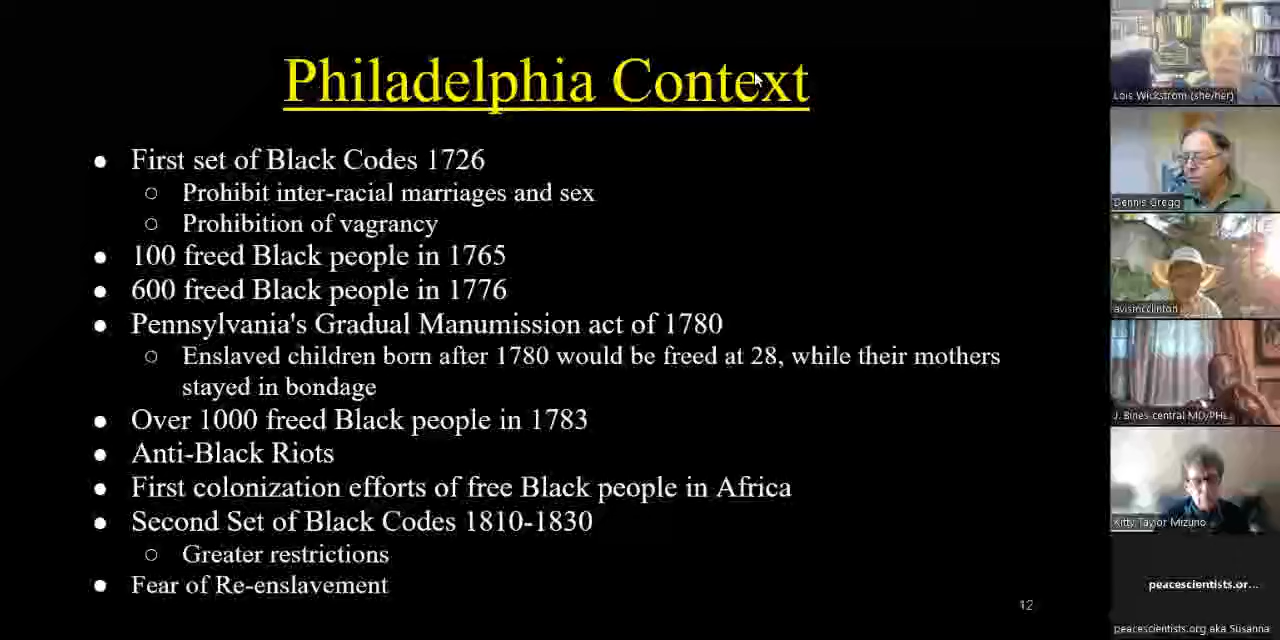 Philadelphia Context
● First set of Black Codes 1726
○ Prohibit inter-racial marriages and sex
○ Prohibition of vagrancy
● 100 freed Black people in 1765
● 600 freed Black people in 1776
● Pennsylvania's Gradual Manumission act of 1780
○ Enslaved children born after 1780 would be freed at 28, while their mothers
stayed in bondage
● Over 1000 freed Black people in 1783
● Anti-Black Riots
● First colonization efforts of free Black people in Africa
● Second Set of Black Codes 1810-1830
○ Greater restrictions
● Fear of Re-enslavement
12
Lois Wickstrom (she/her)
Dennis Gregg
avismcclinton
J. Bines-central MD/PHL...
Kitty Taylor Mizuno
peacescientists.or...
peacescientists.org aka Susanna